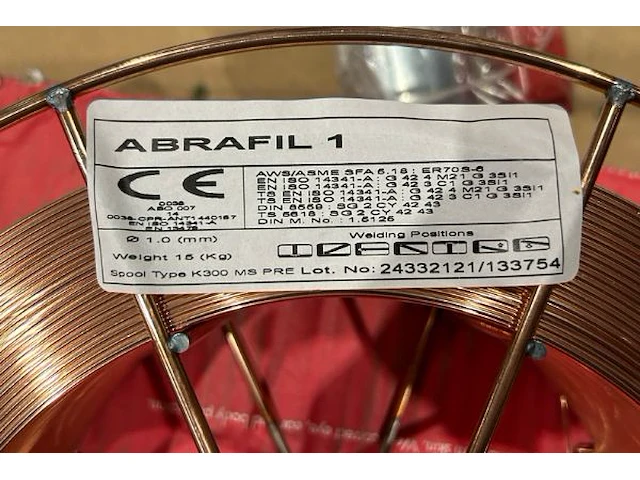 ABRAFIL 1
CE
0036
ABO 007
14
0036-CPR-ANT1440167
EN ISO 14341-A
EN 13479
AWS/ASME SFA 5.18: ER70S-6
EN ISO 14341-A: G 42 4 M21 G 3Si1
EN ISO 14341-A: G 42 3 C1 G 3Si1
TS EN ISO 14341-A: G 42 4 M21 G 3Si1
TS EN ISO 14341-A: G 42 3 C1 G 3Si1
DIN 8559: SG 2 CY 42 43
TS 5618: SG 2 CY 42 43
DIN M. No: 1.5125
Ø 1.0 (mm)
Weight 15 (Kg)
Welding Positions
Spool Type K300 MS PRE Lot. No: 24332121/133754